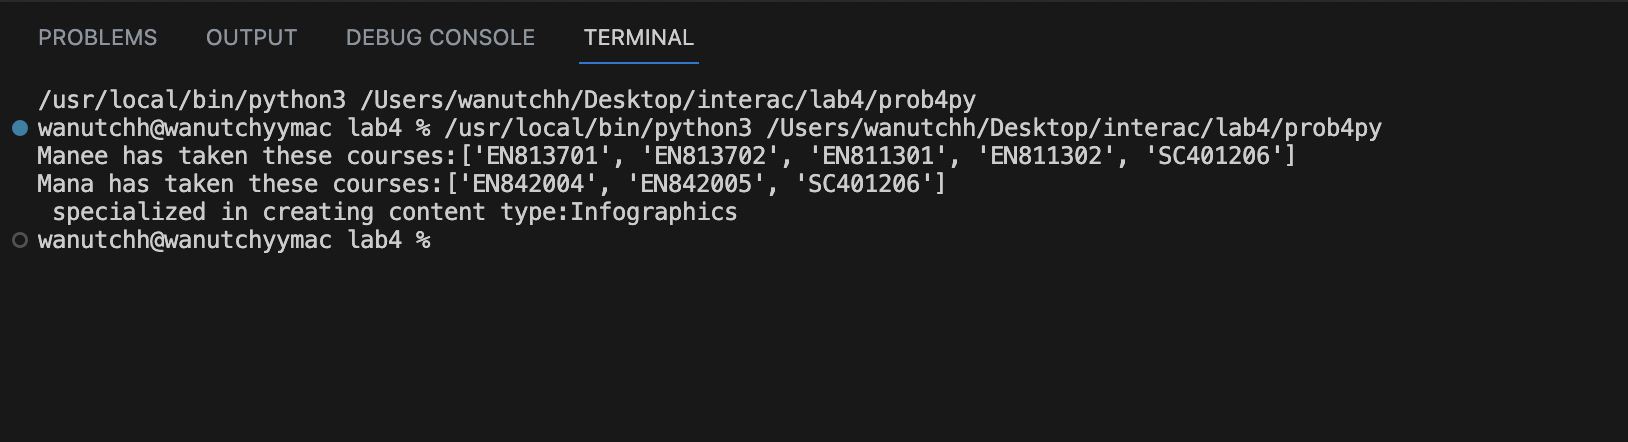 PROBLEMS OUTPUT DEBUG CONSOLE TERMINAL
/usr/local/bin/python3 /Users/wanutchh/Desktop/interac/lab4/prob4py
wanutchh@wanutchyymac lab4 % /usr/local/bin/python3 /Users/wanutchh/Desktop/interac/lab4/prob4py
Manee has taken these courses:['EN813701', 'EN813702', 'EN811301', 'EN811302', 'SC401206']
Mana has taken these courses:['EN842004', 'EN842005', 'SC401206']
 specialized in creating content type:Infographics
wanutchh@wanutchyymac lab4 %